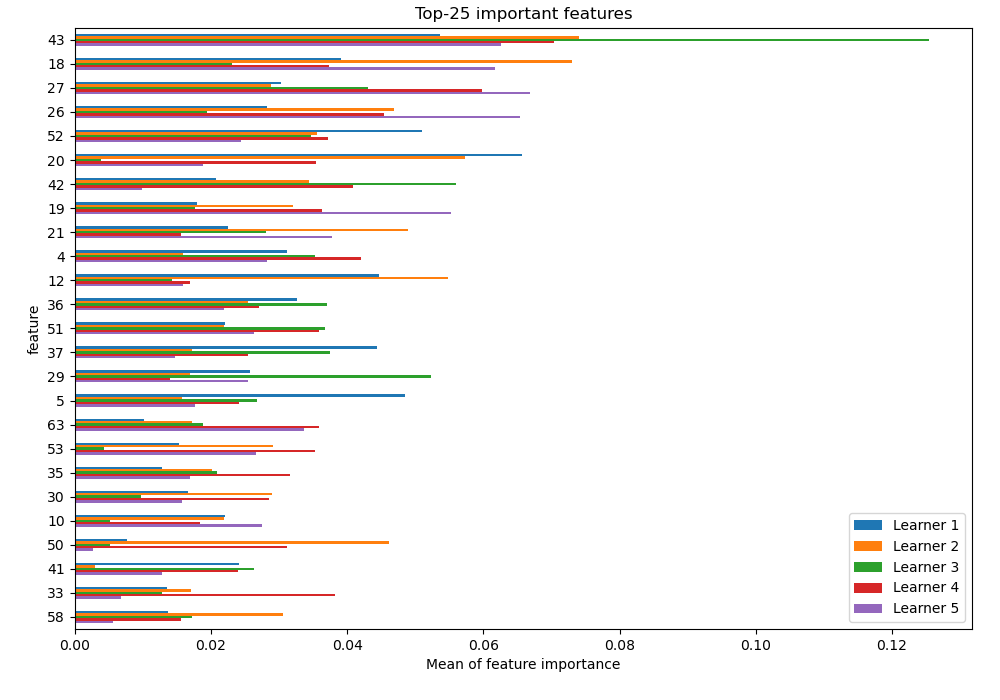 Top-25 important features
feature
43
18
27
26
52
20
42
19
21
4
12
36
51
37
29
5
63
53
35
30
10
50
41
33
58
Learner 1
Learner 2
Learner 3
Learner 4
Learner 5
0.00 0.02 0.04 0.06 0.08 0.10 0.12
Mean of feature importance